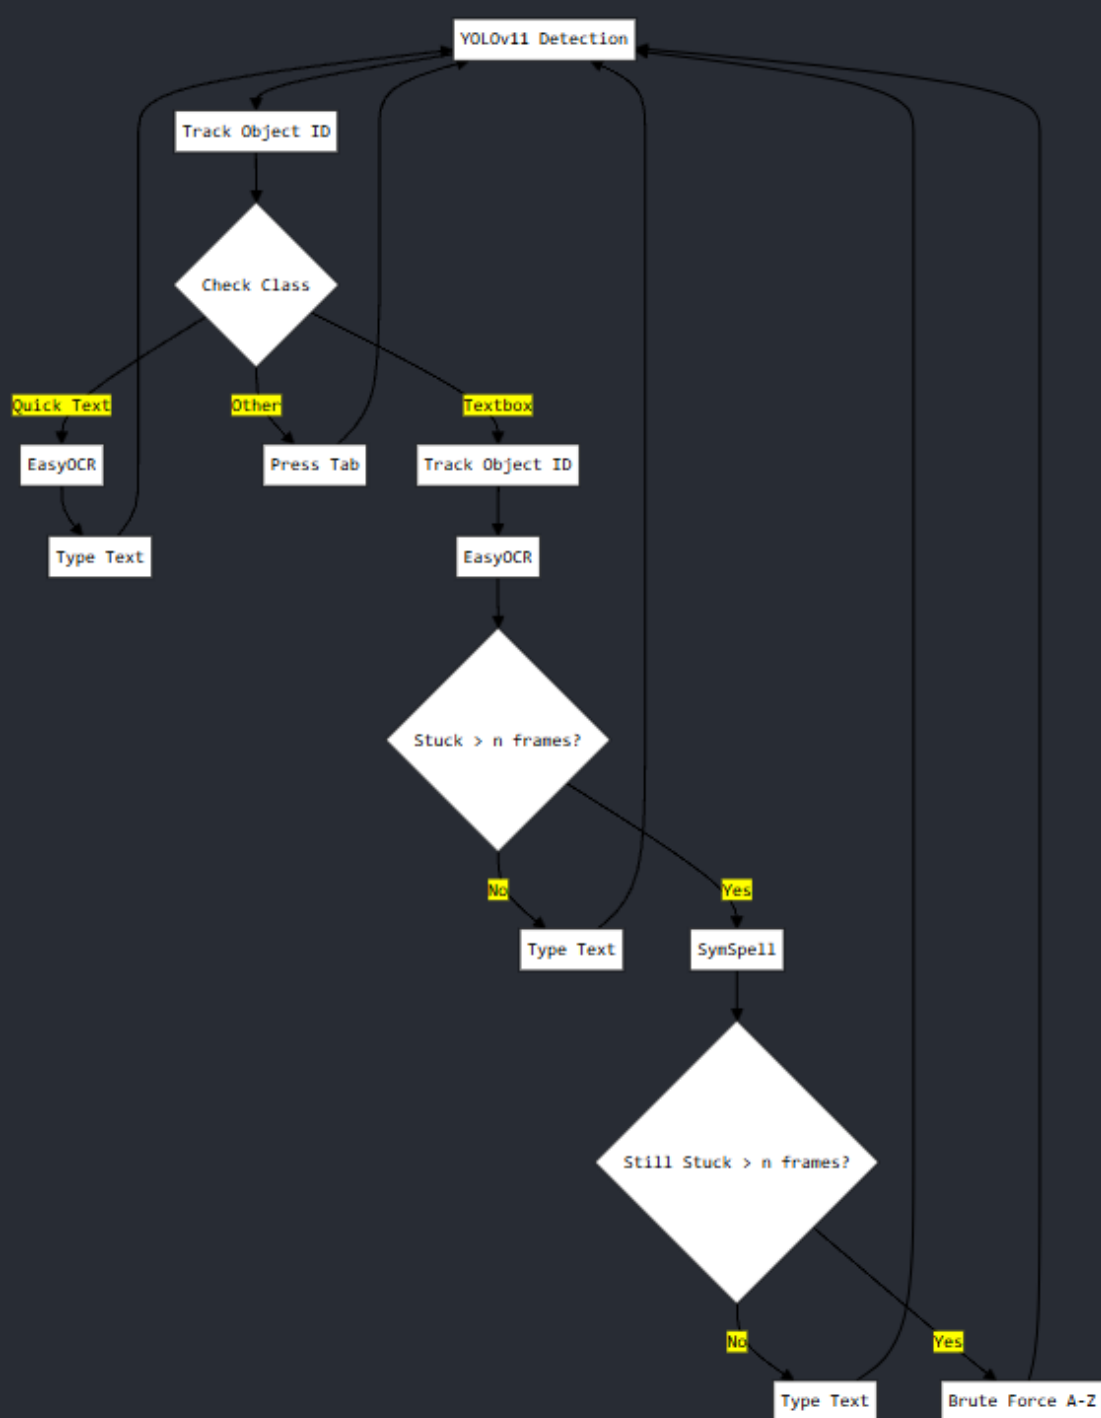 YOLOv11 Detection
Track Object ID
Check Class
Quick Text
Other
Textbox
EasyOCR
Press Tab
Track Object ID
Type Text
EasyOCR
Stuck > n frames?
No
Yes
Type Text
SymSpell
Still Stuck > n frames?
No
Yes
Type Text
Brute Force A-Z